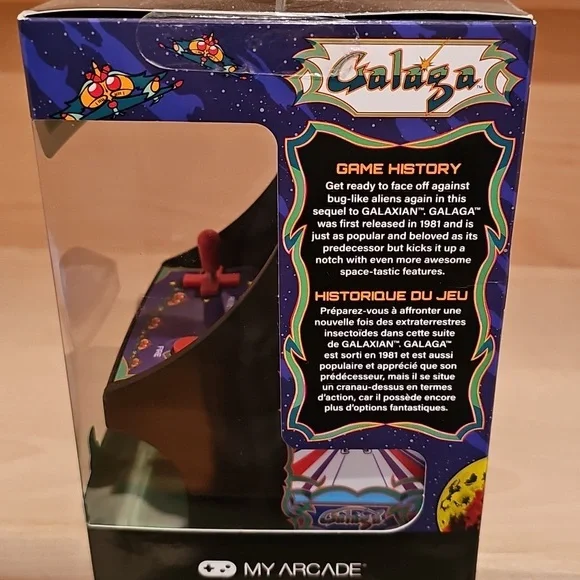 Galaga™
GAME HISTORY
Get ready to face off against
bug-like aliens again in this
sequel to GALAXIAN™. GALAGA™
was first released in 1981 and is
just as popular and beloved as its
predecessor but kicks it up a
notch with even more awesome
space-tastic features.
HISTORIQUE DU JEU
Préparez-vous à affronter une
nouvelle fois des extraterrestres
insectoïdes dans cette suite
de GALAXIAN™. GALAGA™
est sorti en 1981 et est aussi
populaire et apprécié que son
prédécesseur, mais il se situe
un cranau-dessus en termes
d'action, car il possède encore
plus d'options fantastiques.
Galaga
MY ARCADE®